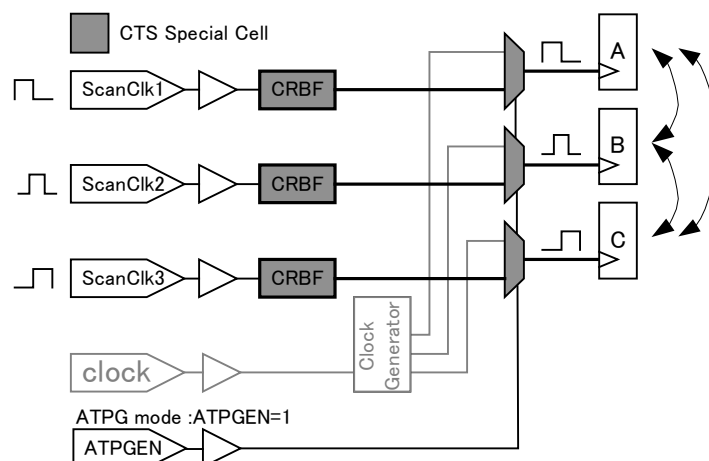 CTS Special Cell
A
ScanClk1
CRBF
B
ScanClk2
CRBF
C
ScanClk3
CRBF
Clock
Generator
clock
ATPG mode :ATPGEN=1
ATPGEN